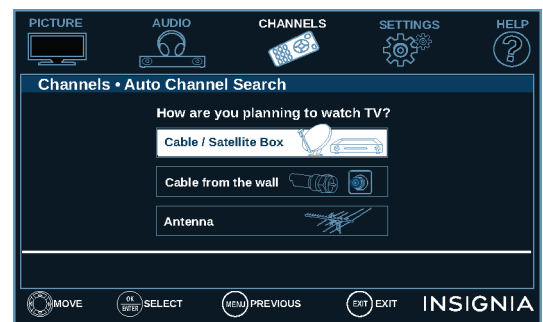 PICTURE AUDIO CHANNELS SETTINGS HELP
Channels • Auto Channel Search
How are you planning to watch TV?
Cable / Satellite Box
Cable from the wall
Antenna
MOVE OK ENTER SELECT MENU PREVIOUS EXIT EXIT INSIGNIA